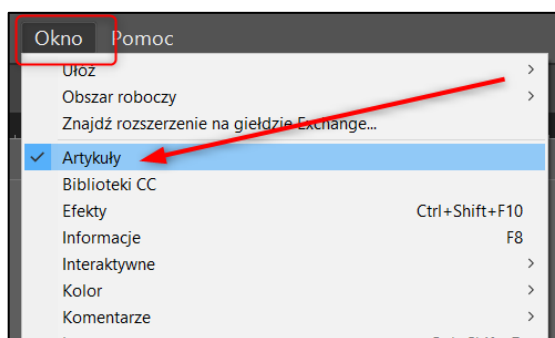 Okno Pomoc
Ułóż
Obszar roboczy
Znajdź rozszerzenie na giełdzie Exchange...
Artykuły
Biblioteki CC
Efekty Ctrl+Shift+F10
Informacje F8
Interaktywne
Kolor
Komentarze